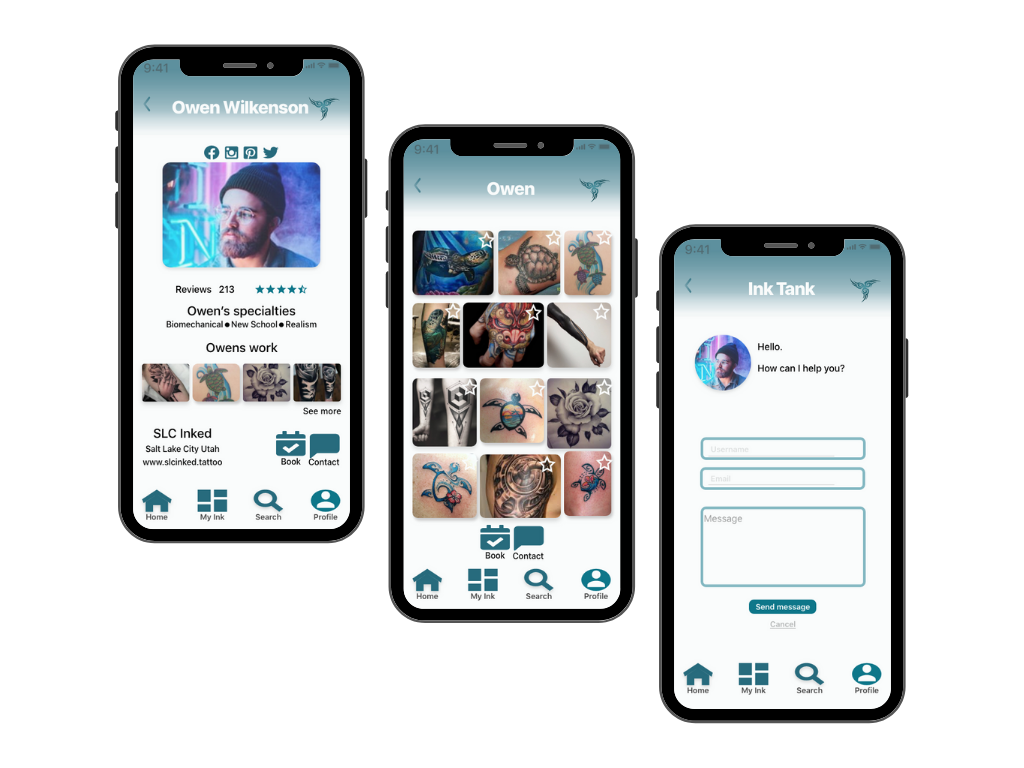 9:41
Owen Wilkenson
Reviews 213
Owen's specialties
Biomechanical • New School • Realism
Owens work
See more
SLC Inked
Salt Lake City Utah
www.slcinked.tattoo
Book
Contact
Home
My Ink
Search
Profile
9:41
Owen
Book
Contact
Home
My Ink
Search
Profile
9:41
Ink Tank
Hello.
How can I help you?
Username
Email
Message
Send message
Cancel
Home
My Ink
Search
Profile